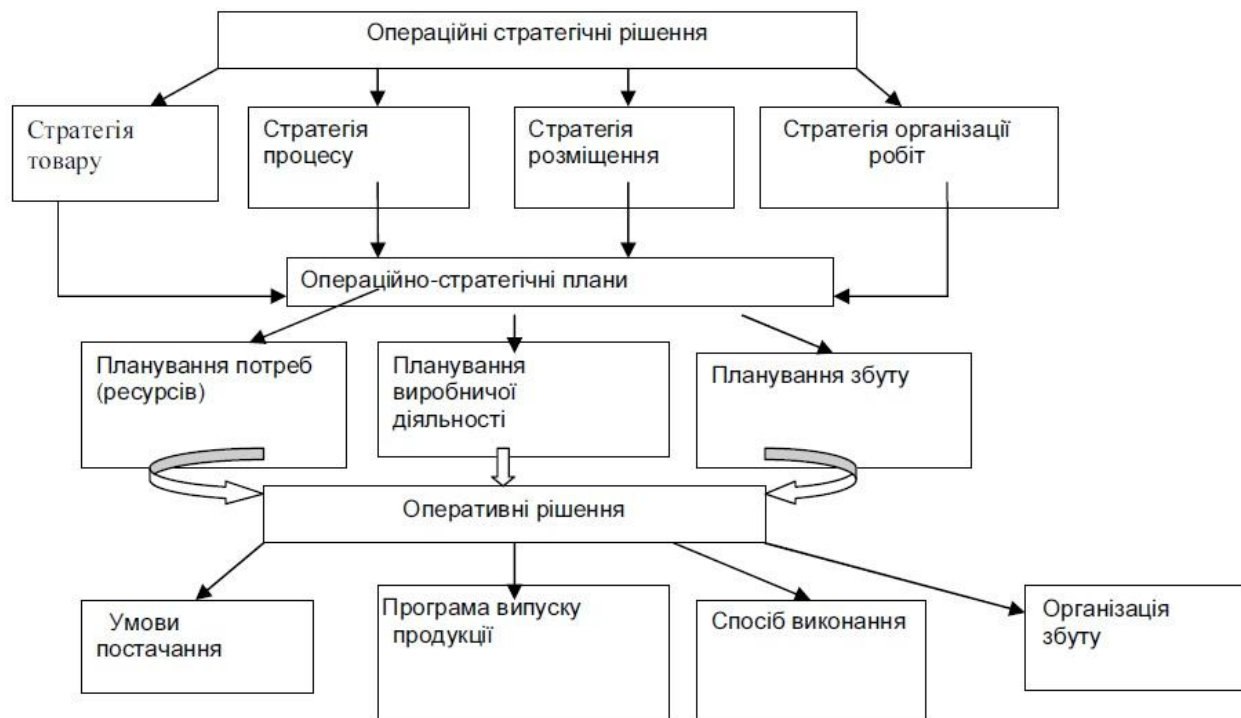 Операційні стратегічні рішення
Стратегія
товару
Стратегія
процесу
Стратегія
розміщення
Стратегія організації
робіт
Операційно-стратегічні плани
Планування потреб
(ресурсів)
Планування
виробничої
діяльності
Планування збуту
Оперативні рішення
Умови
постачання
Програма випуску
продукції
Спосіб виконання
Організація
збуту